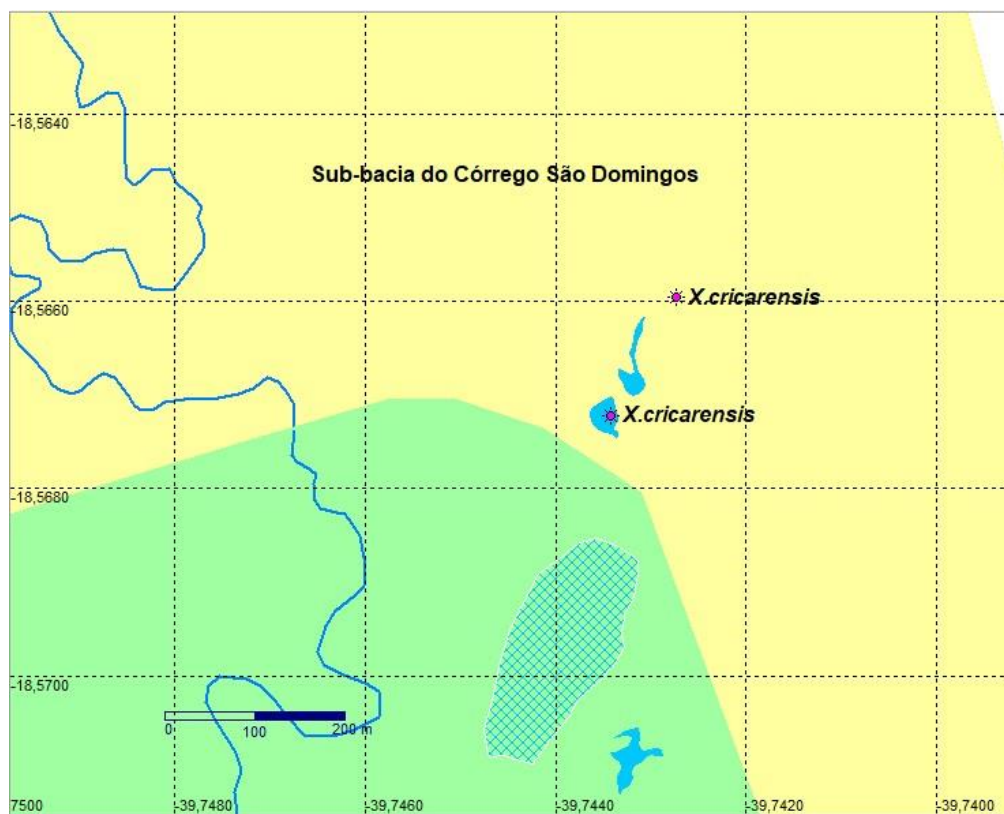 -18,5640
Sub-bacia do Córrego São Domingos
-18,5660
X.cricarensis
X.cricarensis
-18,5680
-18,5700
0 100 200 m
7500 -39,7480 -39,7460 -39,7440 -39,7420 -39,7400